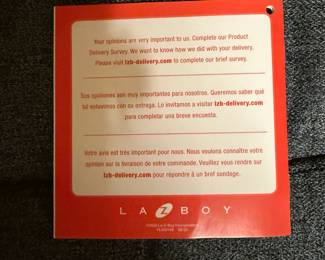 Your opinions are very important to us. Complete our Product
Delivery Survey. We want to know how we did with your delivery.
Please visit lzb-delivery.com to complete our brief survey.
Sus opiniones son muy importantes para nosotros. Queremos saber qué
tal estuvimos con su entrega. Lo invitamos a visitar lzb-delivery.com
para completar una breve encuesta.
Votre avis est très important pour nous. Nous voulons connaître votre
opinion sur la livraison de votre commande. Veuillez vous rendre sur
lzb-delivery.com pour répondre à un bref sondage.
LA Z BOY
La-Z-Boy Incorporated